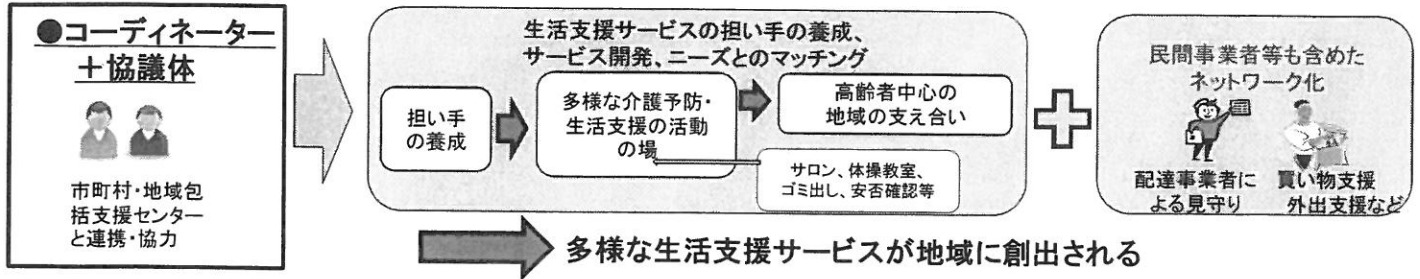 ●コーディネーター
＋協議体
市町村・地域包
括支援センター
と連携・協力
生活支援サービスの担い手の養成、
サービス開発、ニーズとのマッチング
担い手
の養成
多様な介護予防・
生活支援の活動
の場
高齢者中心の
地域の支え合い
サロン、体操教室、
ゴミ出し、安否確認等
民間事業者等も含めた
ネットワーク化
配達事業者に
よる見守り
買い物支援
外出支援など
多様な生活支援サービスが地域に創出される